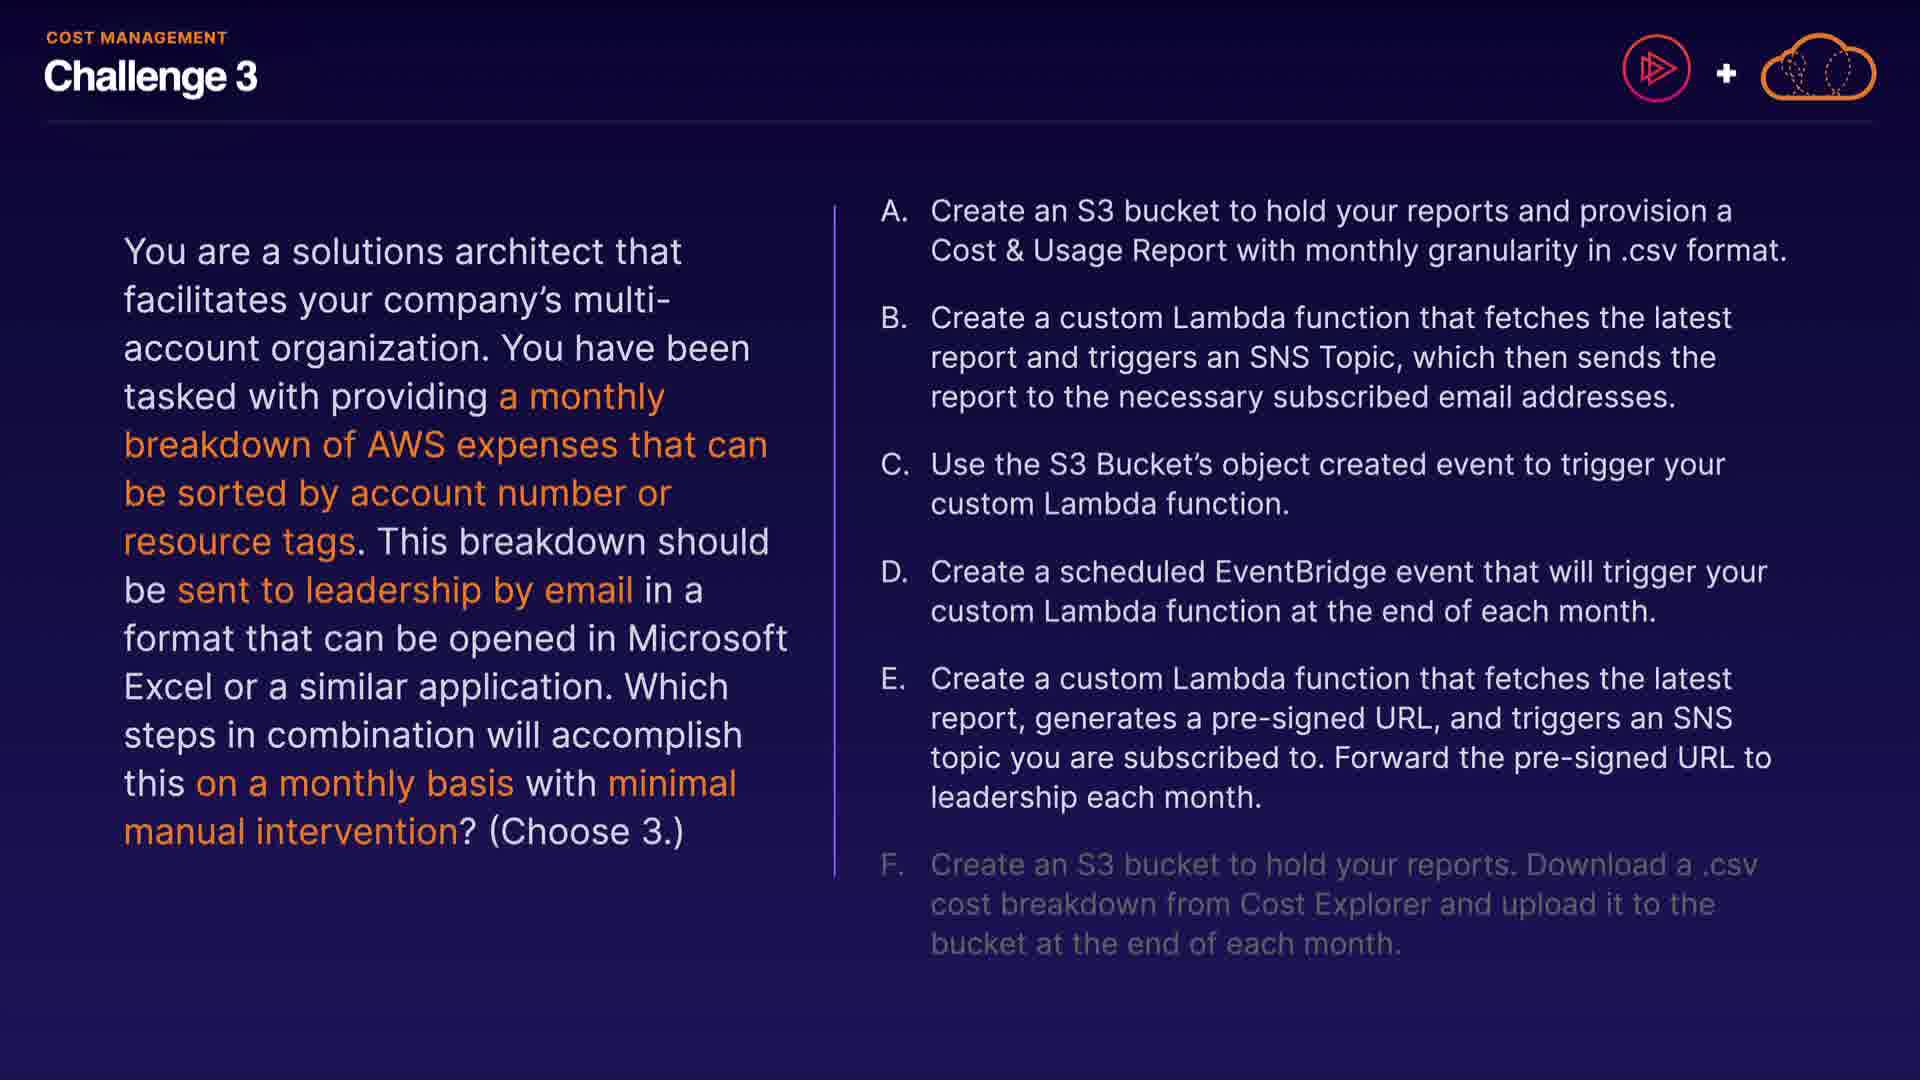 COST MANAGEMENT
Challenge 3
You are a solutions architect that
facilitates your company’s multi-
account organization. You have been
tasked with providing a monthly
breakdown of AWS expenses that can
be sorted by account number or
resource tags. This breakdown should
be sent to leadership by email in a
format that can be opened in Microsoft
Excel or a similar application. Which
steps in combination will accomplish
this on a monthly basis with minimal
manual intervention? (Choose 3.)
A. Create an S3 bucket to hold your reports and provision a
Cost & Usage Report with monthly granularity in .csv format.
B. Create a custom Lambda function that fetches the latest
report and triggers an SNS Topic, which then sends the
report to the necessary subscribed email addresses.
C. Use the S3 Bucket’s object created event to trigger your
custom Lambda function.
D. Create a scheduled EventBridge event that will trigger your
custom Lambda function at the end of each month.
E. Create a custom Lambda function that fetches the latest
report, generates a pre-signed URL, and triggers an SNS
topic you are subscribed to. Forward the pre-signed URL to
leadership each month.
F. Create an S3 bucket to hold your reports. Download a .csv
cost breakdown from Cost Explorer and upload it to the
bucket at the end of each month.